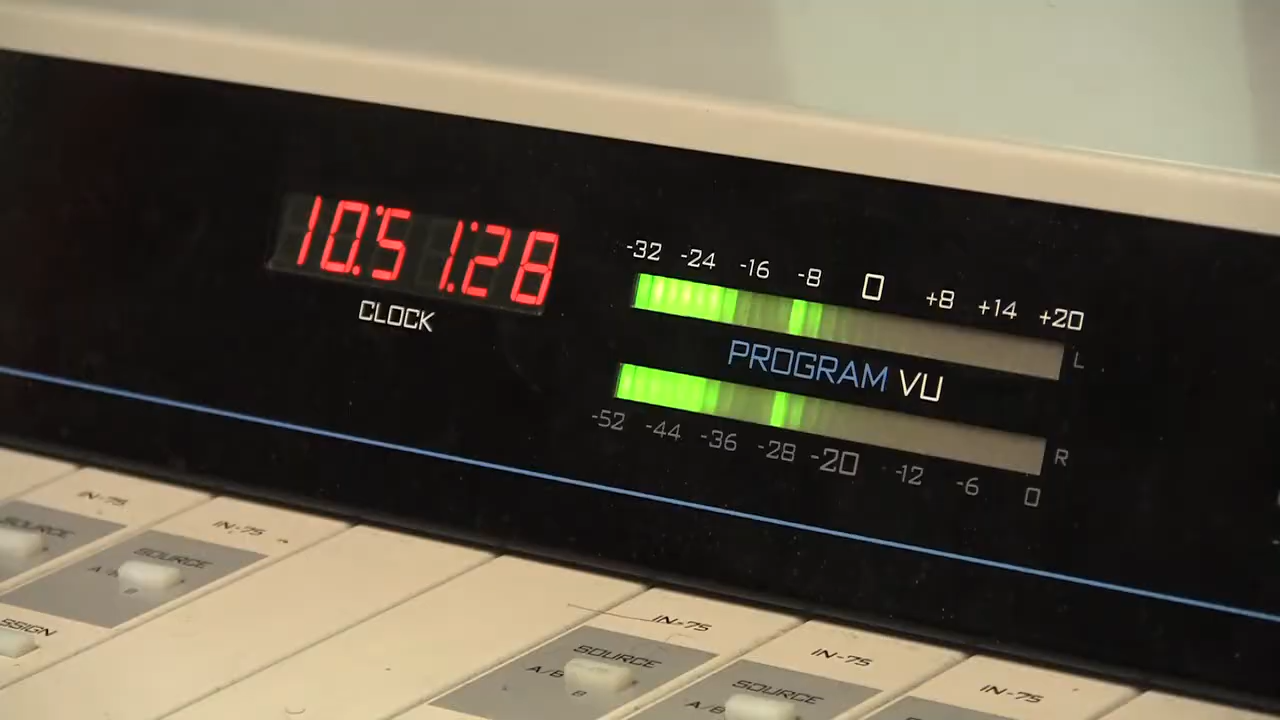 10:51:28
CLOCK
-32 -24 -16 -8 0 +8 +14 +20
L
PROGRAM VU
R
-52 -44 -36 -28 -20 -12 -6 0
IN-75
IN-75
SOURCE
SOURCE
A/B
B
IN-75
IN-75
IN-75
SOURCE
A/B
B
SOURCE
A/B